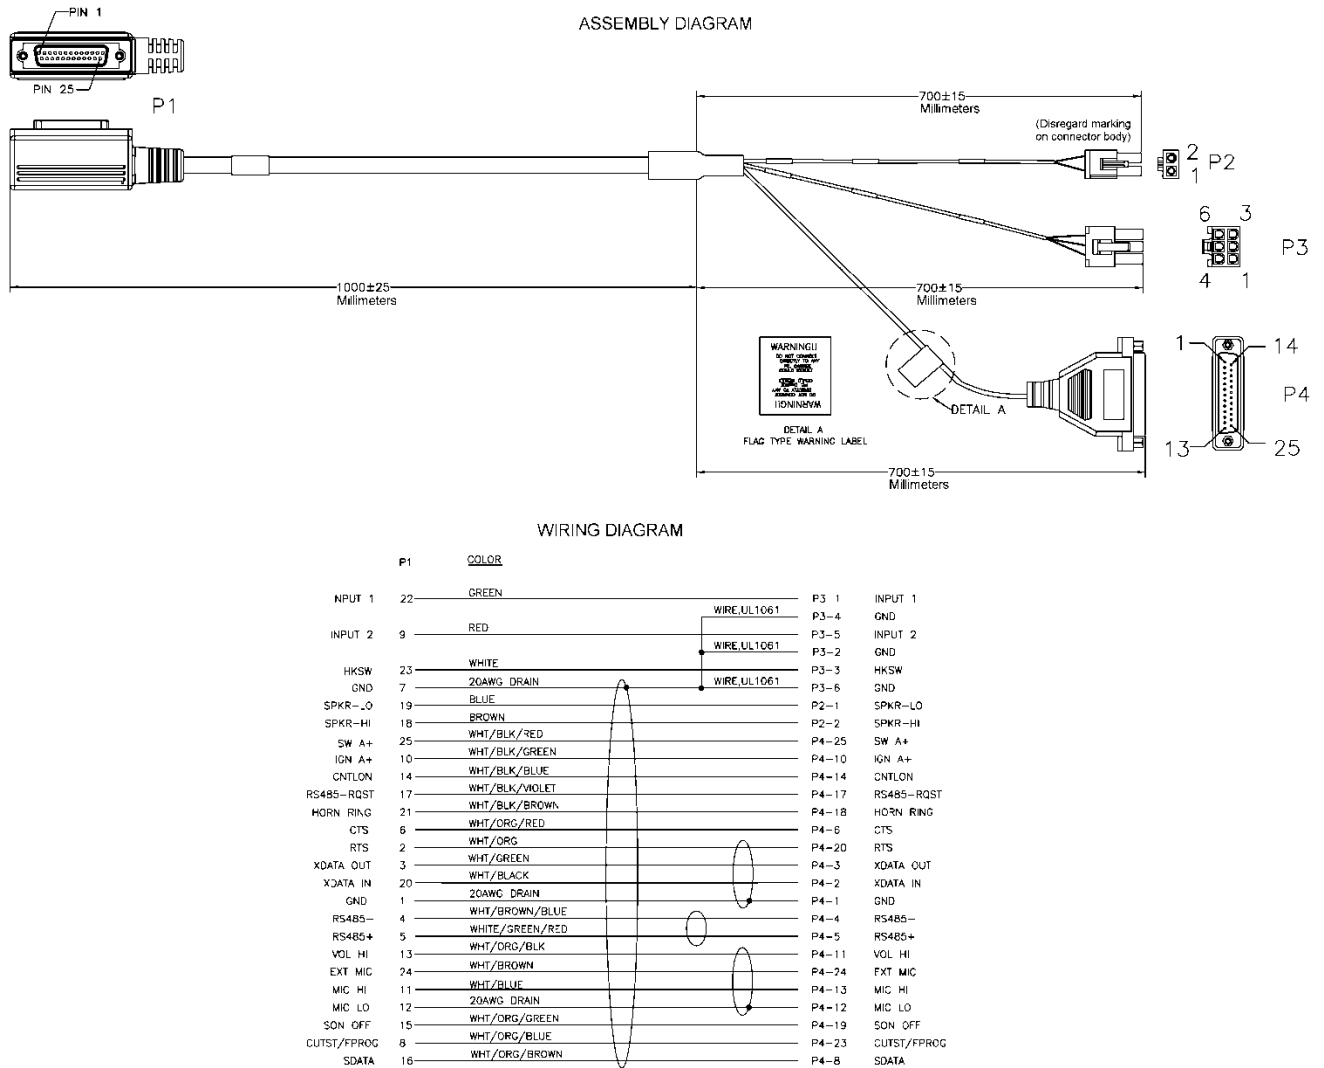 PIN 1
ASSEMBLY DIAGRAM
PIN 25
P1
700±15
Millimeters
(Disregard marking
on connector body)
2
P2
1
6 3
P3
4 1
1000±25
Millimeters
700±15
Millimeters
WARNING!!
DO NOT CONNECT
DIRECTLY TO ANY
WARNING!!
1 14
P4
DETAIL A
DETAIL A
FLAG TYPE WARNING LABEL
13 25
700±15
Millimeters
WIRING DIAGRAM
P1 COLOR
NPUT 1 22 GREEN P3 1 INPUT 1
WIRE,UL1061 P3-4 GND
INPUT 2 9 RED P3-5 INPUT 2
WIRE,UL1061 P3-2 GND
HKSW 23 WHITE P3-3 HKSW
GND 7 20AWG DRAIN WIRE,UL1061 P3-6 GND
SPKR-LO 19 BLUE P2-1 SPKR-LO
SPKR-HI 18 BROWN P2-2 SPKR-HI
SW A+ 25 WHT/BLK/RED P4-25 SW A+
IGN A+ 10 WHT/BLK/GREEN P4-10 IGN A+
CNTLON 14 WHT/BLK/BLUE P4-14 CNTLON
RS485-RQST 17 WHT/BLK/VIOLET P4-17 RS485-RQST
HORN RING 21 WHT/BLK/BROWN P4-18 HORN RING
CTS 6 WHT/ORG/RED P4-6 CTS
RTS 2 WHT/ORG P4-20 RTS
XDATA OUT 3 WHT/GREEN P4-3 XDATA OUT
XDATA IN 20 WHT/BLACK P4-2 XDATA IN
GND 1 20AWG DRAIN P4-1 GND
RS485- 4 WHT/BROWN/BLUE P4-4 RS485-
RS485+ 5 WHITE/GREEN/RED P4-5 RS485+
VOL HI 13 WHT/ORG/BLK P4-11 VOL HI
EXT MIC 24 WHT/BROWN P4-24 EXT MIC
MIC HI 11 WHT/BLUE P4-13 MIC HI
MIC LO 12 20AWG DRAIN P4-12 MIC LO
SON OFF 15 WHT/ORG/GREEN P4-19 SON OFF
CUTST/FPROG 8 WHT/ORG/BLUE P4-23 CUTST/FPROG
SDATA 16 WHT/ORG/BROWN P4-8 SDATA